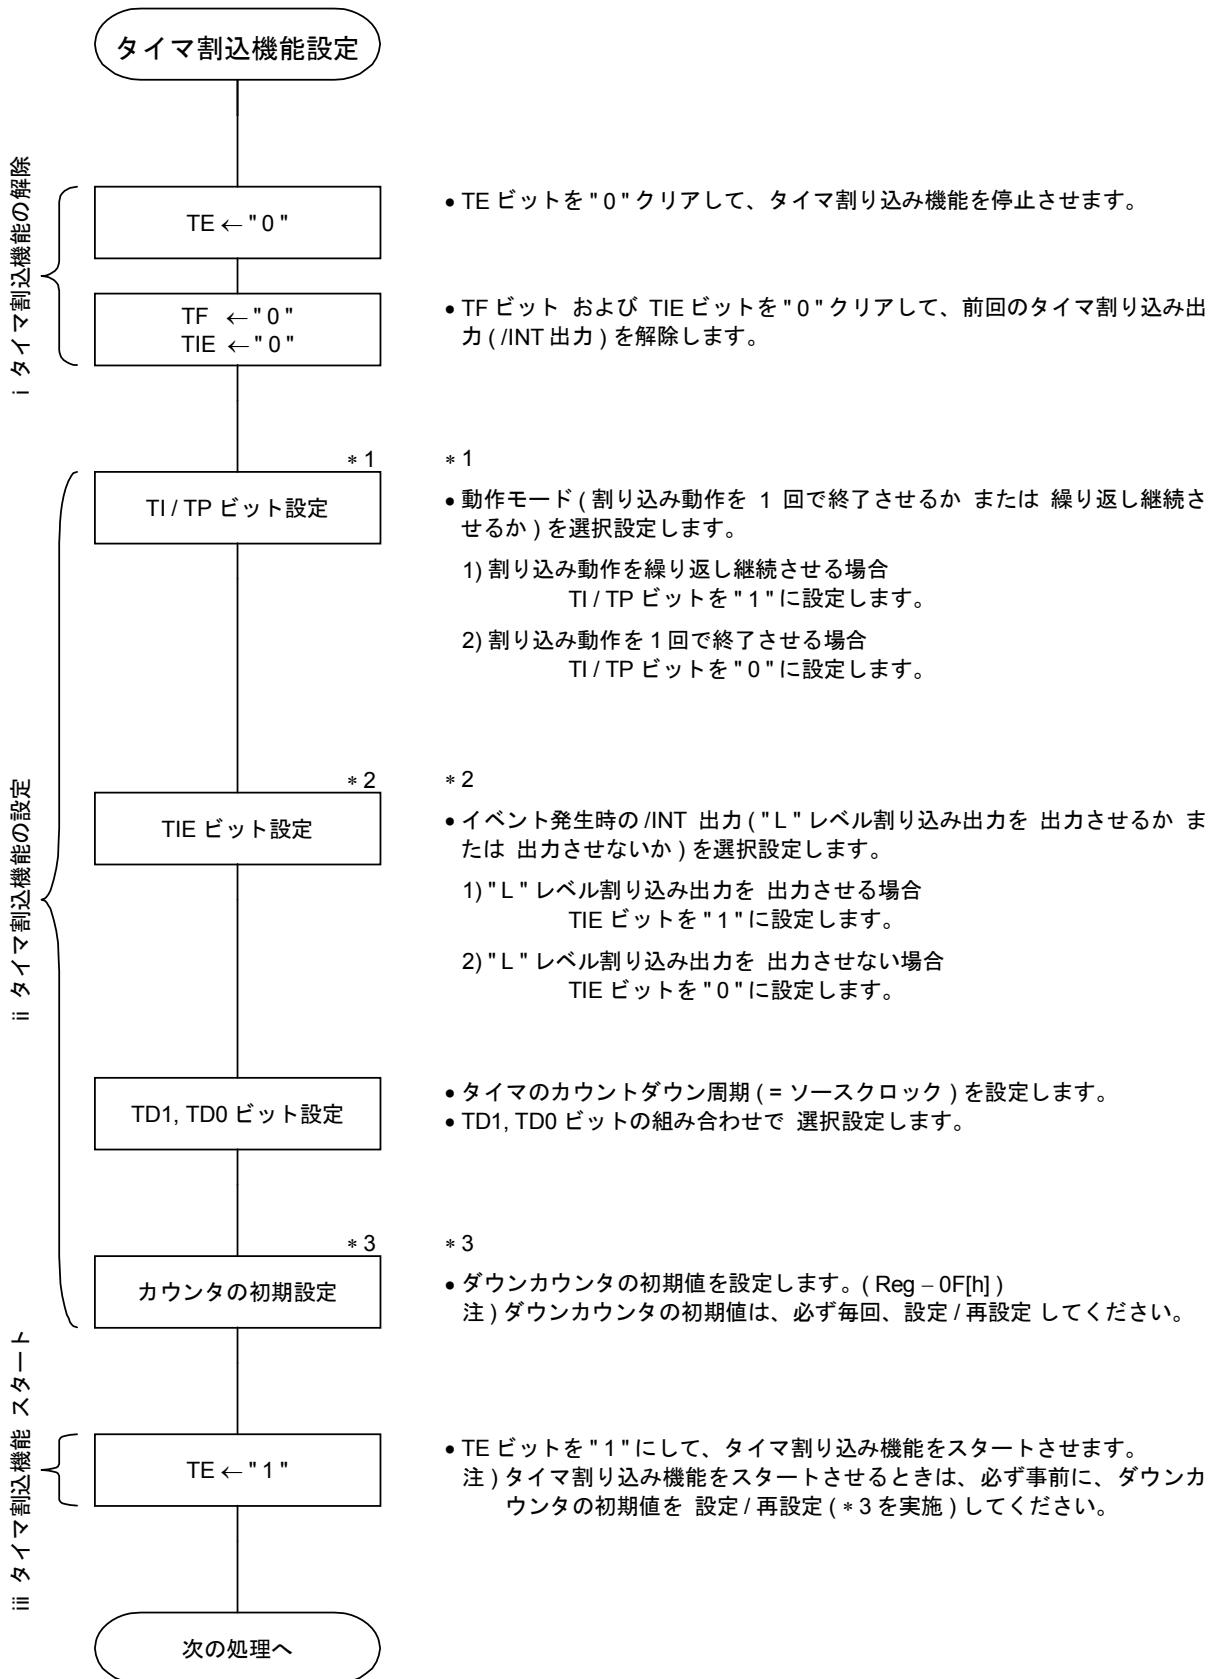 タイマ割込機能設定
i タイマ割込機能の解除
TE ← " 0 "
• TE ビットを " 0 " クリアして、タイマ割り込み機能を停止させます。
TF ← " 0 "
TIE ← " 0 "
• TF ビット および TIE ビットを " 0 " クリアして、前回のタイマ割り込み出
力 ( /INT 出力 ) を解除します。
ii タイマ割込機能の設定
* 1
TI / TP ビット設定
* 1
• 動作モード ( 割り込み動作を 1 回で終了させるか または 繰り返し継続さ
せるか ) を選択設定します。
1) 割り込み動作を繰り返し継続させる場合
TI / TP ビットを " 1 " に設定します。
2) 割り込み動作を 1 回で終了させる場合
TI / TP ビットを " 0 " に設定します。
* 2
TIE ビット設定
* 2
• イベント発生時の /INT 出力 ( " L " レベル割り込み出力を 出力させるか ま
たは 出力させないか ) を選択設定します。
1) " L " レベル割り込み出力を 出力させる場合
TIE ビットを " 1 " に設定します。
2) " L " レベル割り込み出力を 出力させない場合
TIE ビットを " 0 " に設定します。
TD1, TD0 ビット設定
• タイマのカウントダウン周期 ( = ソースクロック ) を設定します。
• TD1, TD0 ビットの組み合わせで 選択設定します。
* 3
カウンタの初期設定
* 3
• ダウンカウンタの初期値を設定します。( Reg – 0F[h] )
注 ) ダウンカウンタの初期値は、必ず毎回、設定 / 再設定 してください。
iii タイマ割込機能 スタート
TE ← " 1 "
• TE ビットを " 1 " にして、タイマ割り込み機能をスタートさせます。
注 ) タイマ割り込み機能をスタートさせるときは、必ず事前に、ダウンカ
ウンタの初期値を 設定 / 再設定 ( * 3 を実施 ) してください。
次の処理へ